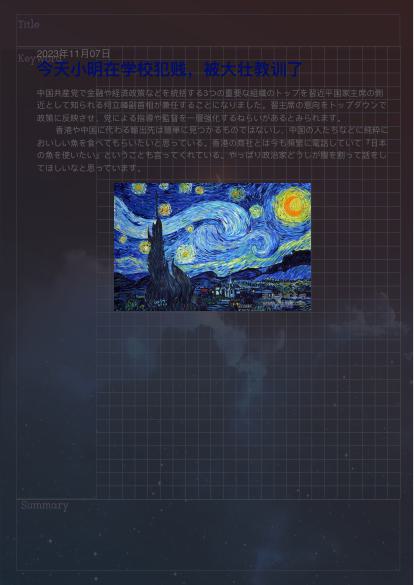 Title
2023年11月07日
Keyword
今天小明在学校犯贱，被大壮教训了
中国共産党で金融や経済政策などを統括する3つの重要な組織のトップを習近平国家主席の側
近として知られる何立峰副首相が兼任することになりました。習主席の意向をトップダウンで
政策に反映させ、党による指導や監督を一層強化するねらいがあるとみられます。
香港や中国に代わる輸出先は簡単に見つかるものではないし、中国の人たちなどに純粋に
おいしい魚を食べてもらいたいと思っている。香港の商社とは今も頻繁に電話していて『日本
の魚を使いたい』ということも言ってくれている。やっぱり政治家どうしが腹を割って話をし
てほしいなと思っています。
Summary